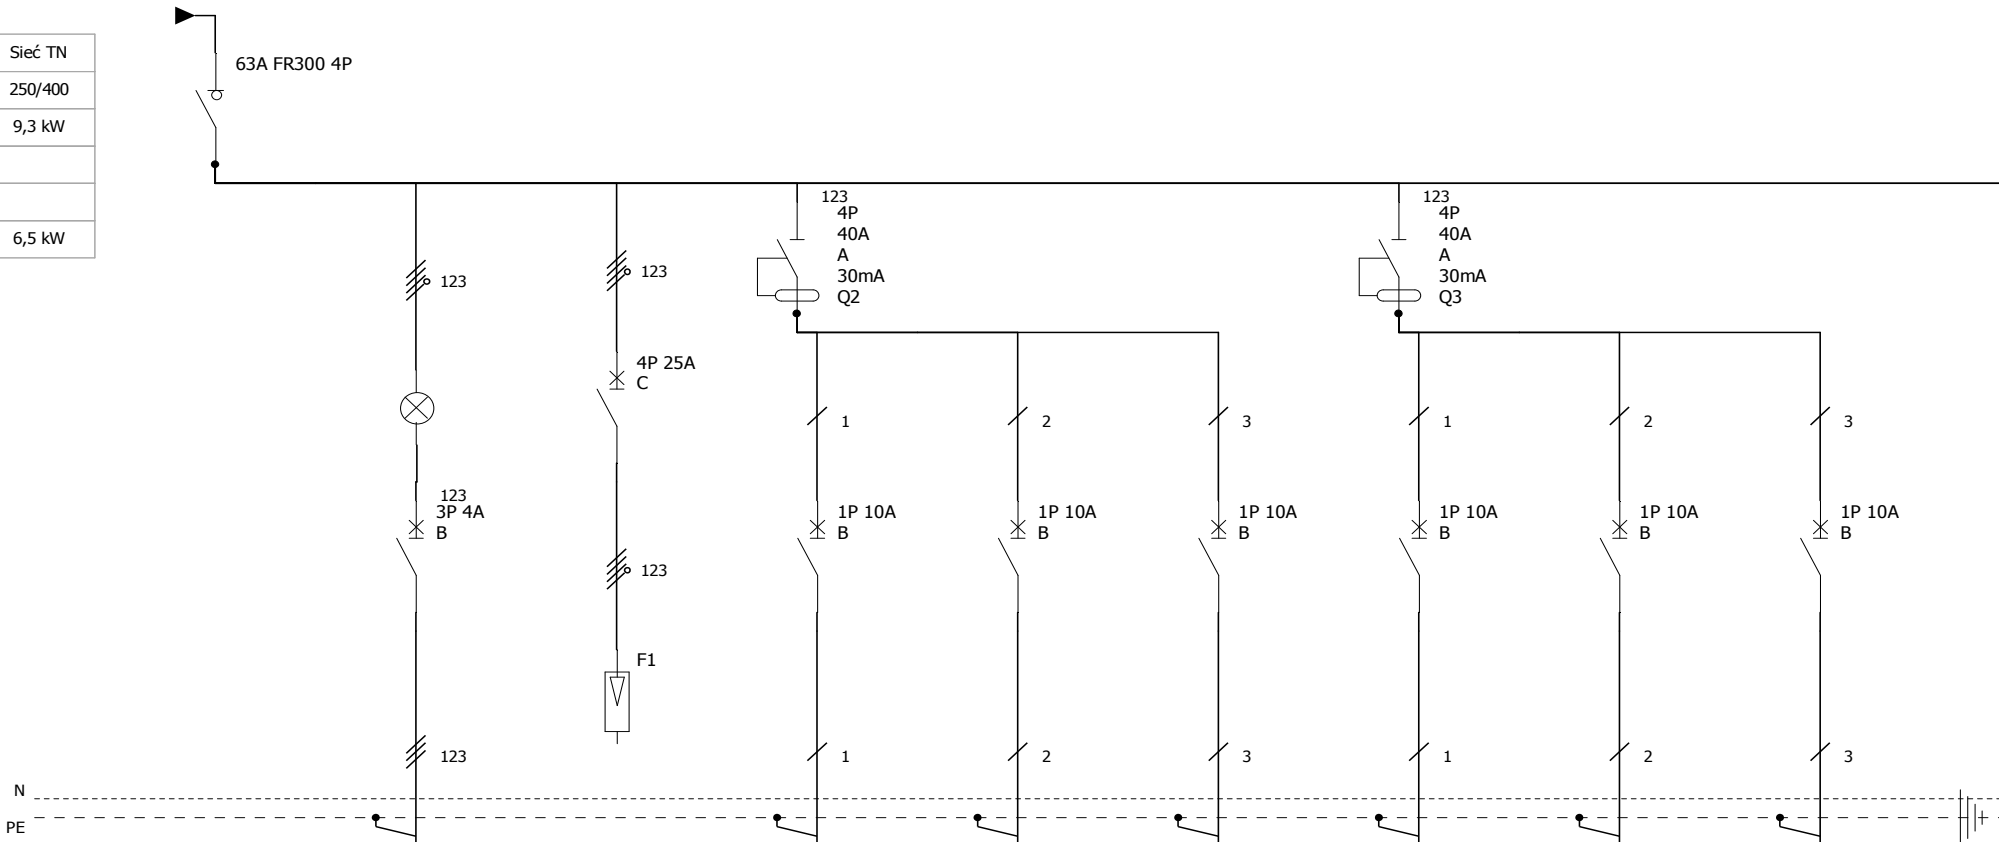 Sieć TN
250/400
9,3 kW
6,5 kW
63A FR300 4P
123
123
123
4P
40A
A
30mA
Q2
123
4P
40A
A
30mA
Q3
4P 25A
C
1
2
3
1
2
3
123
3P 4A
B
1P 10A
B
1P 10A
B
1P 10A
B
1P 10A
B
1P 10A
B
1P 10A
B
123
F1
123
1
2
3
1
2
3
N
PE